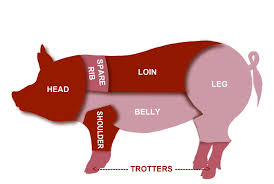 HEAD
SPARE
RIB
LOIN
LEG
SHOULDER
BELLY
TROTTERS